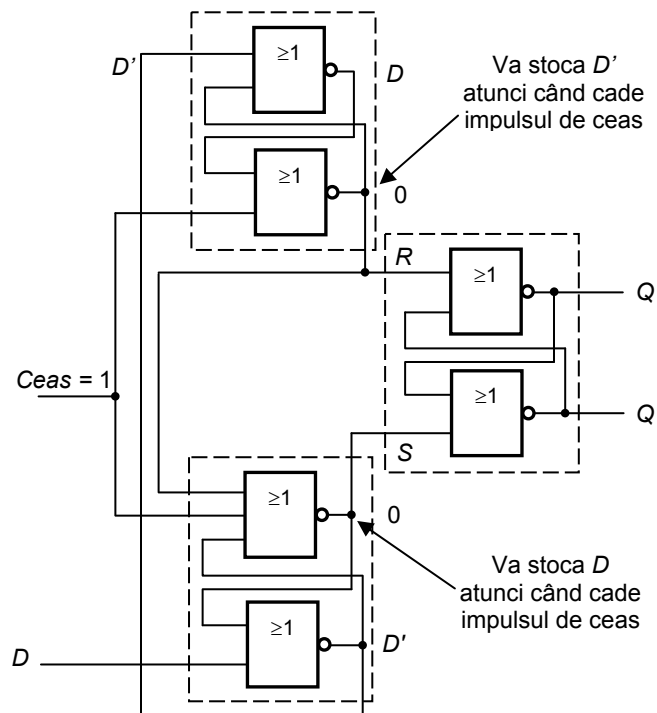 ≥1
D'
D
Va stoca D’
atunci când cade
impulsul de ceas
≥1
0
R
≥1
Q
Ceas = 1
≥1
Q
S
≥1
0
Va stoca D
atunci când cade
impulsul de ceas
≥1
D
D'